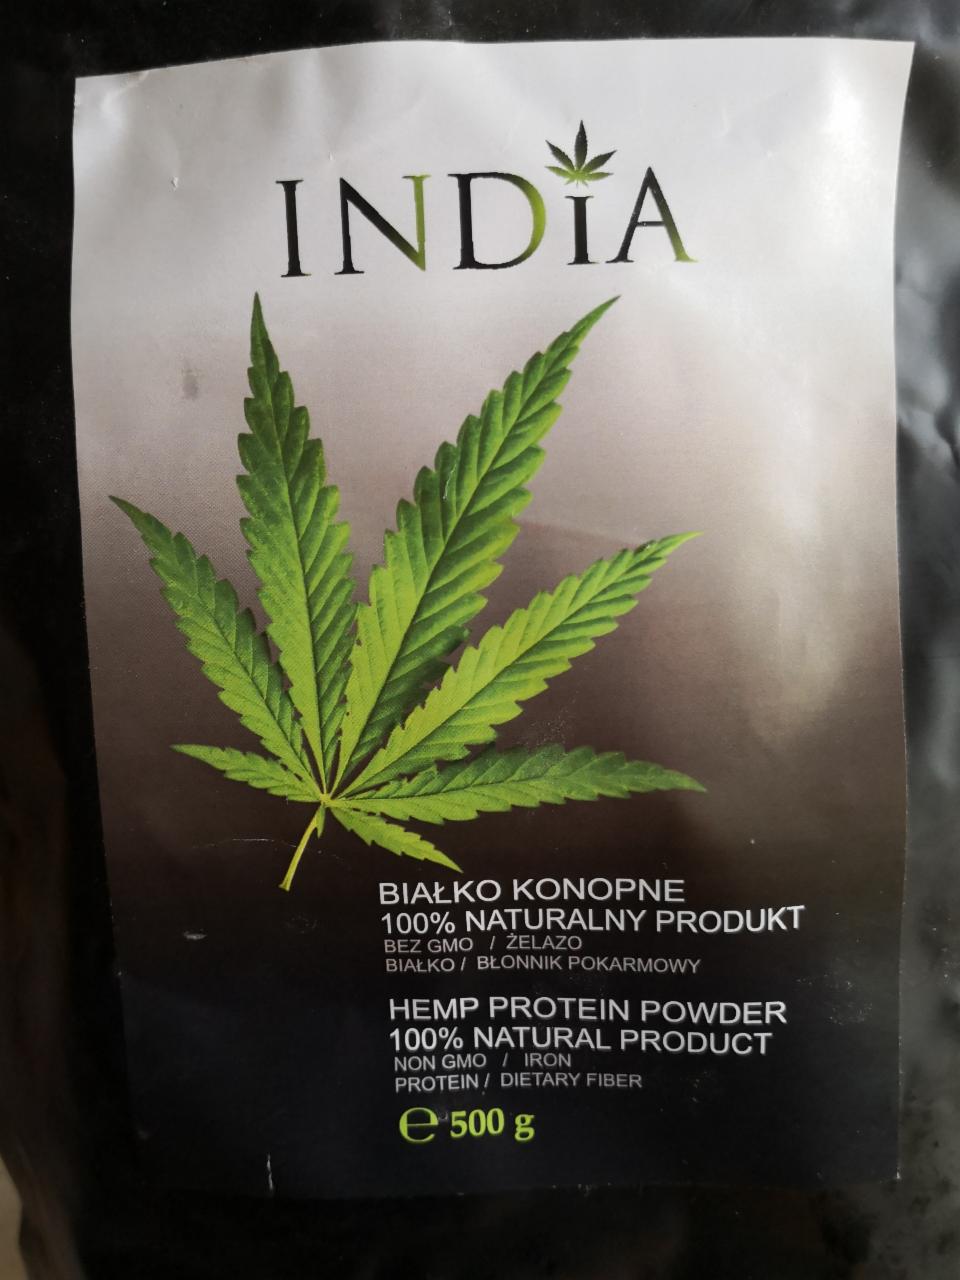 INDiA
BIAŁKO KONOPNE
100% NATURALNY PRODUKT
BEZ GMO / ŻELAZO
BIAŁKO / BŁONNIK POKARMOWY
HEMP PROTEIN POWDER
100% NATURAL PRODUCT
NON GMO / IRON
PROTEIN / DIETARY FIBER
℮ 500 g